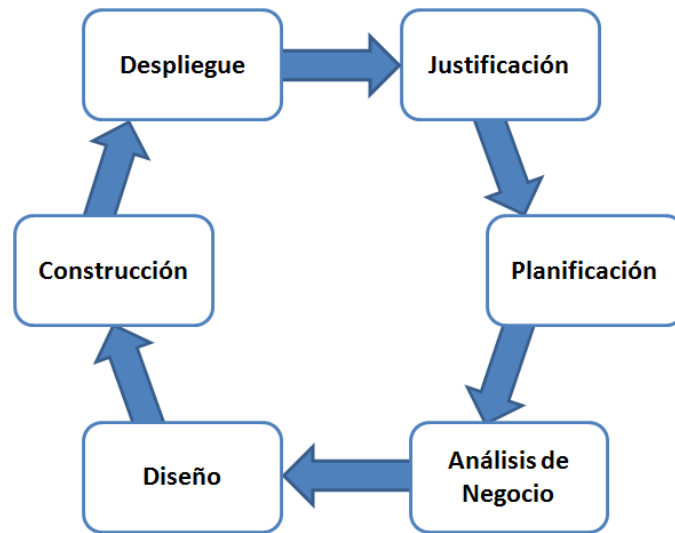 Despliegue
Justificación
Construcción
Planificación
Diseño
Análisis de
Negocio